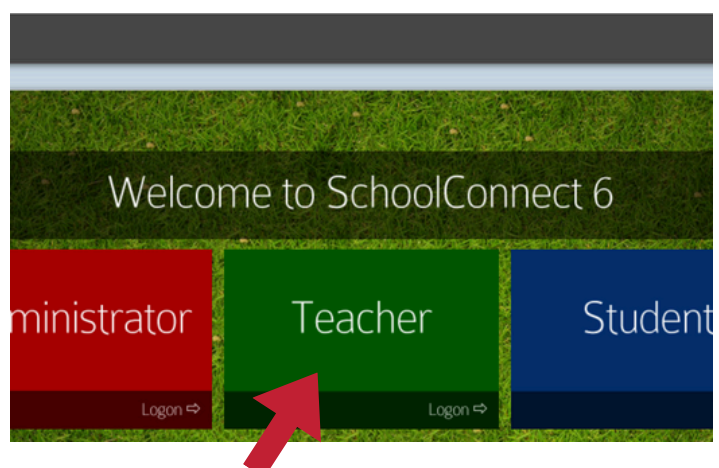 Welcome to SchoolConnect 6
ministrator Teacher Student
Logon ⇨ Logon ⇨